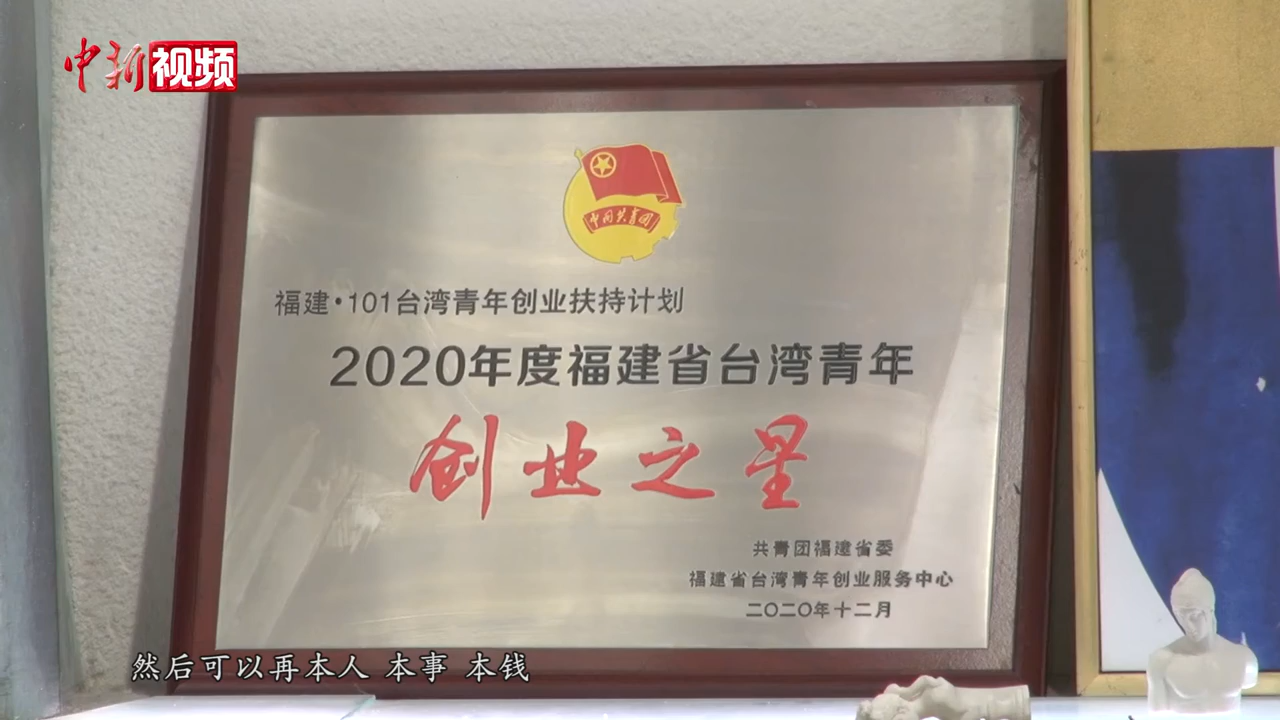 中新视频
中国共青团
福建·101台湾青年创业扶持计划
2020年度福建省台湾青年
创业之星
共青团福建省委
福建省台湾青年创业服务中心
二〇二〇年十二月
然后可以再本人 本事 本钱